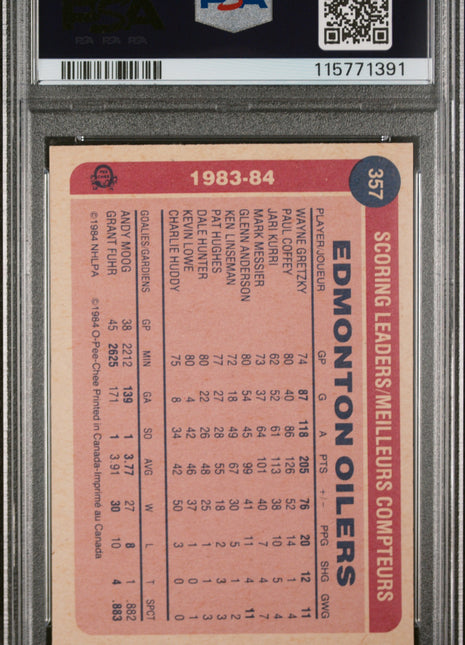 115771391
357 SCORING LEADERS/MEILLEURS COMPTEURS
EDMONTON OILERS
1983-84
PLAYER/JOUEUR GP G A PTS +/- PPG SHG GWG
WAYNE GRETZKY 74 87 118 205 76 20 12 11
PAUL COFFEY 80 40 86 126 52 14 1 4
JARI KURRI 52 61 113 38 10 5 4
MARK MESSIER 73 37 64 101 40 7 4 7
GLENN ANDERSON 80 54 45 99 41 11 4 11
KEN LINSEMAN 72 18 49 67 30 5 1 2
PAT HUGHES 77 27 28 55 18 2
DALE HUNTER 80 22 26 48 25 1
KEVIN LOWE 80 4 42 46 37 1 0 1
CHARLIE HUDDY 75 8 34 42 50 3 0 0
GOALIES/GARDIENS GP MIN GA SO AVG W L T SPCT
ANDY MOOG 38 2212 139 1 3.77 27 8 1 .882
GRANT FUHR 45 2625 171 1 3.91 30 10 4 .883
©1984 NHLPA ©1984 O-Pee-Chee Printed in Canada-Imprimé au Canada